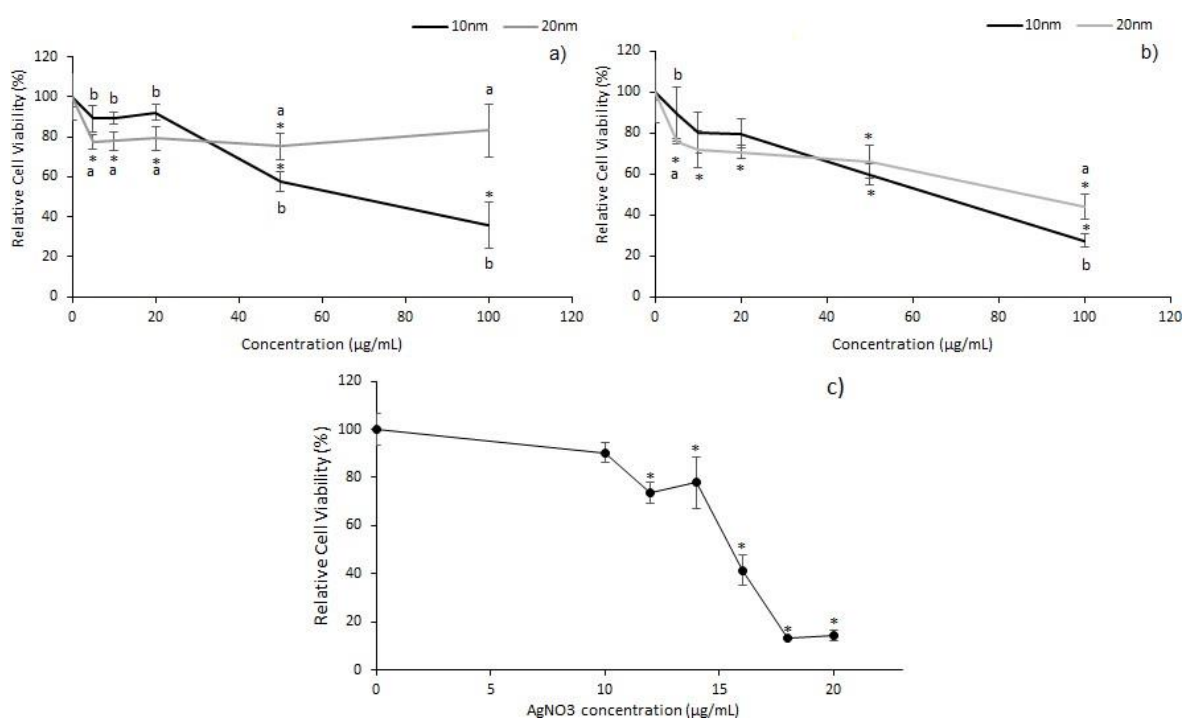 10nm 20nm
a)
120
100
80
60
40
20
0
Relative Cell Viability (%)
b b b a a
* * * * * *
a a a b b
0 20 40 60 80 100 120
Concentration (µg/mL)
10nm 20nm
b)
120
100
80
60
40
20
0
Relative Cell Viability (%)
b
* * * * * * *
a a b
0 20 40 60 80 100 120
Concentration (µg/mL)
c)
120
100
80
60
40
20
0
Relative Cell Viability (%)
* * * * *
0 5 10 15 20
AgNO3 concentration (µg/mL)